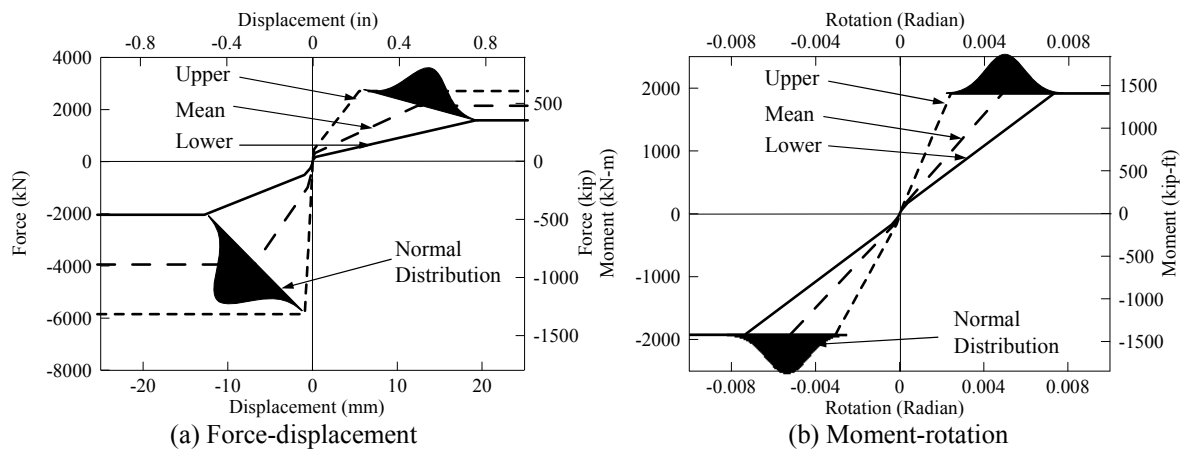 Displacement (in)
-0.8 -0.4 0 0.4 0.8
4000
2000
0
-2000
-4000
-6000
-8000
Force (kN)
Upper
Mean
Lower
Normal
Distribution
500
0
-500
-1000
-1500
Force (kip)
-20 -10 0 10 20
Displacement (mm)
(a) Force-displacement
Rotation (Radian)
-0.008 -0.004 0 0.004 0.008
2000
1000
0
-1000
-2000
Moment (kN-m)
Upper
Mean
Lower
Normal
Distribution
1500
1000
500
0
-500
-1000
-1500
Moment (kip-ft)
-0.008 -0.004 0 0.004 0.008
Rotation (Radian)
(b) Moment-rotation